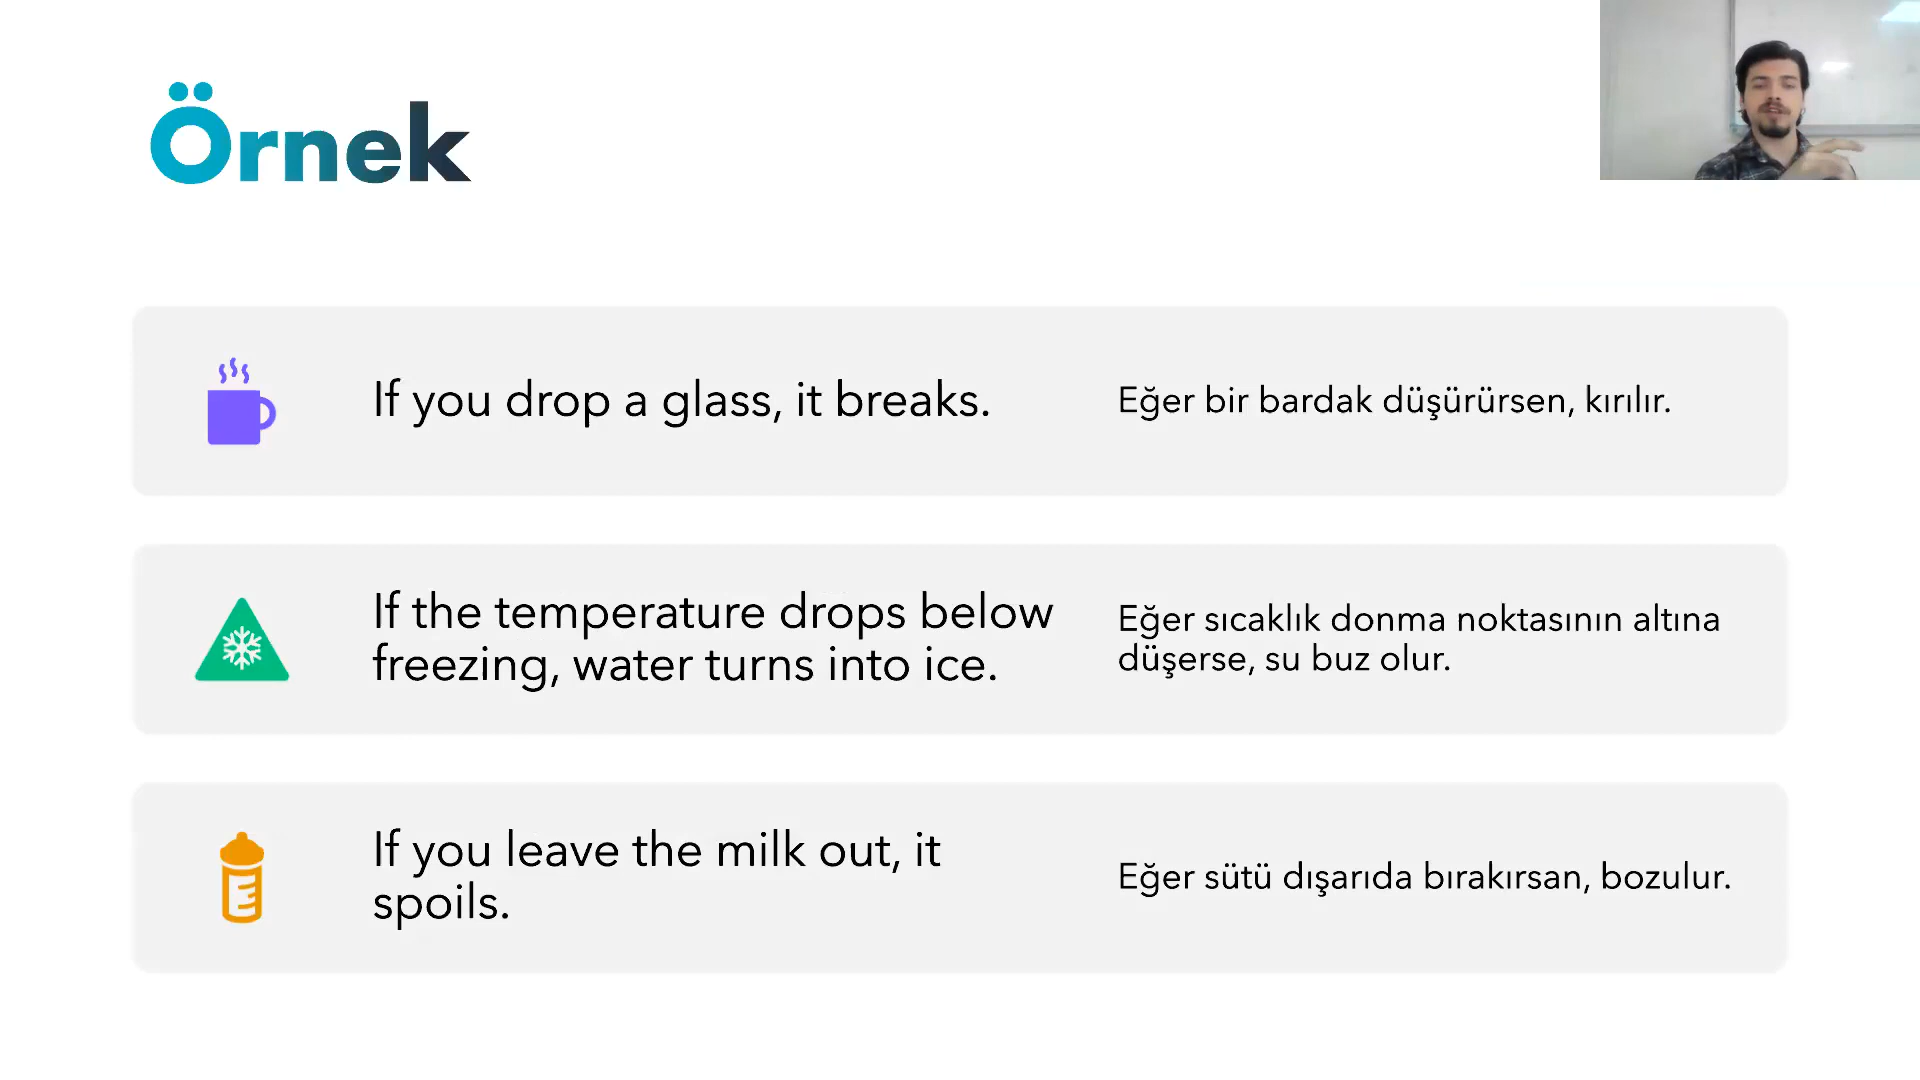 Örnek
If you drop a glass, it breaks.
Eğer bir bardak düşürürsen, kırılır.
If the temperature drops below
freezing, water turns into ice.
Eğer sıcaklık donma noktasının altına
düşerse, su buz olur.
If you leave the milk out, it
spoils.
Eğer sütü dışarıda bırakırsan, bozulur.